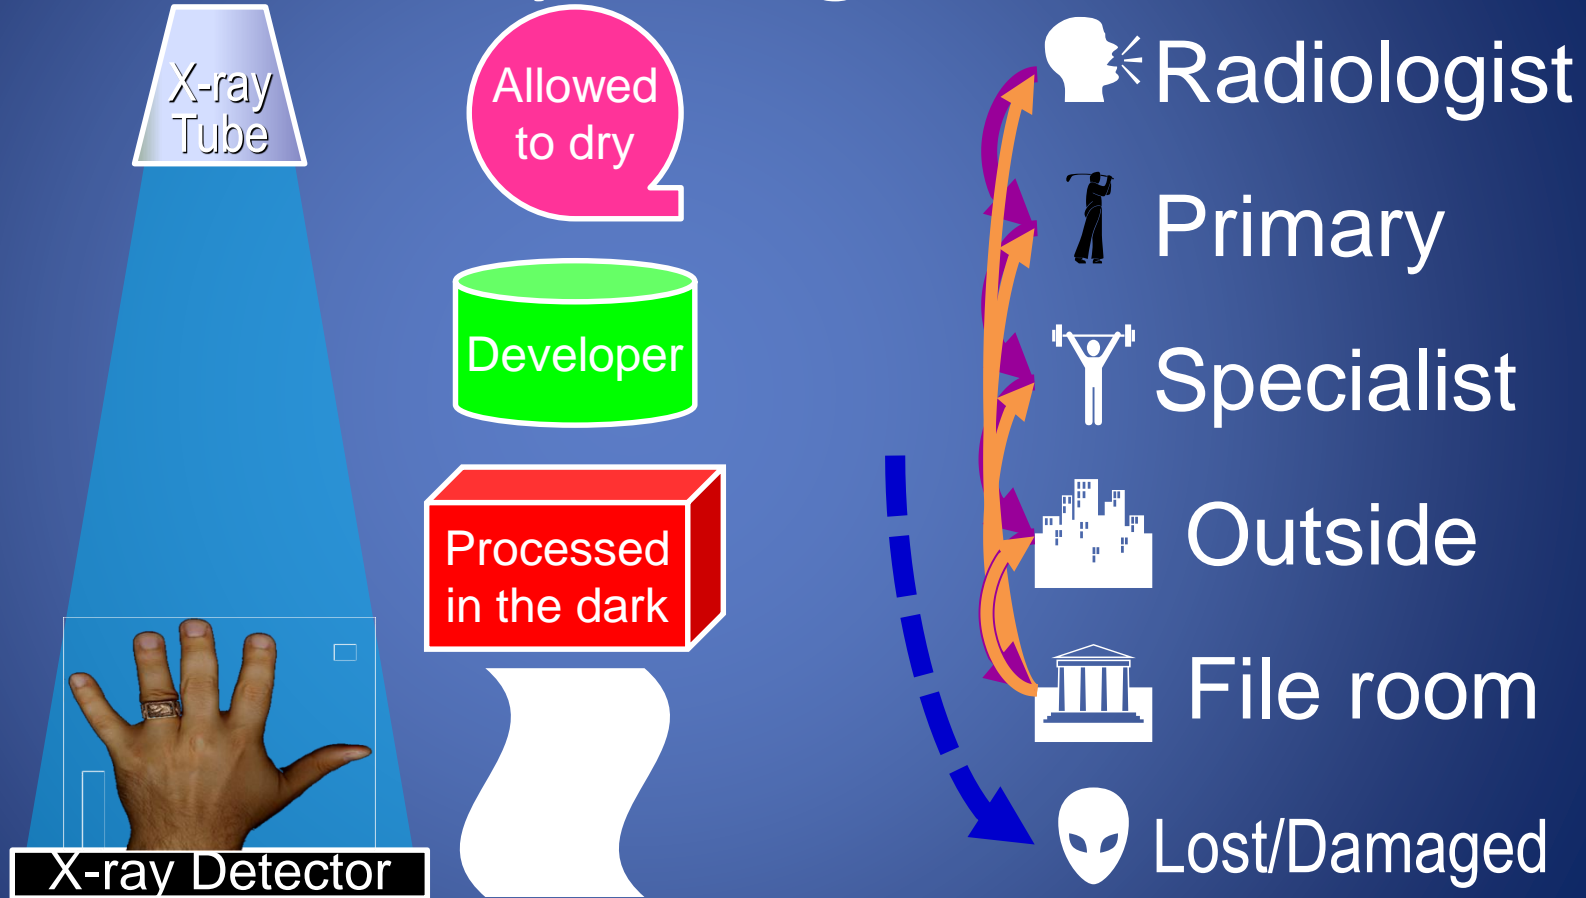 X-ray
Tube
X-ray Detector
Allowed
to dry
Developer
Processed
in the dark
Radiologist
Primary
Specialist
Outside
File room
Lost/Damaged